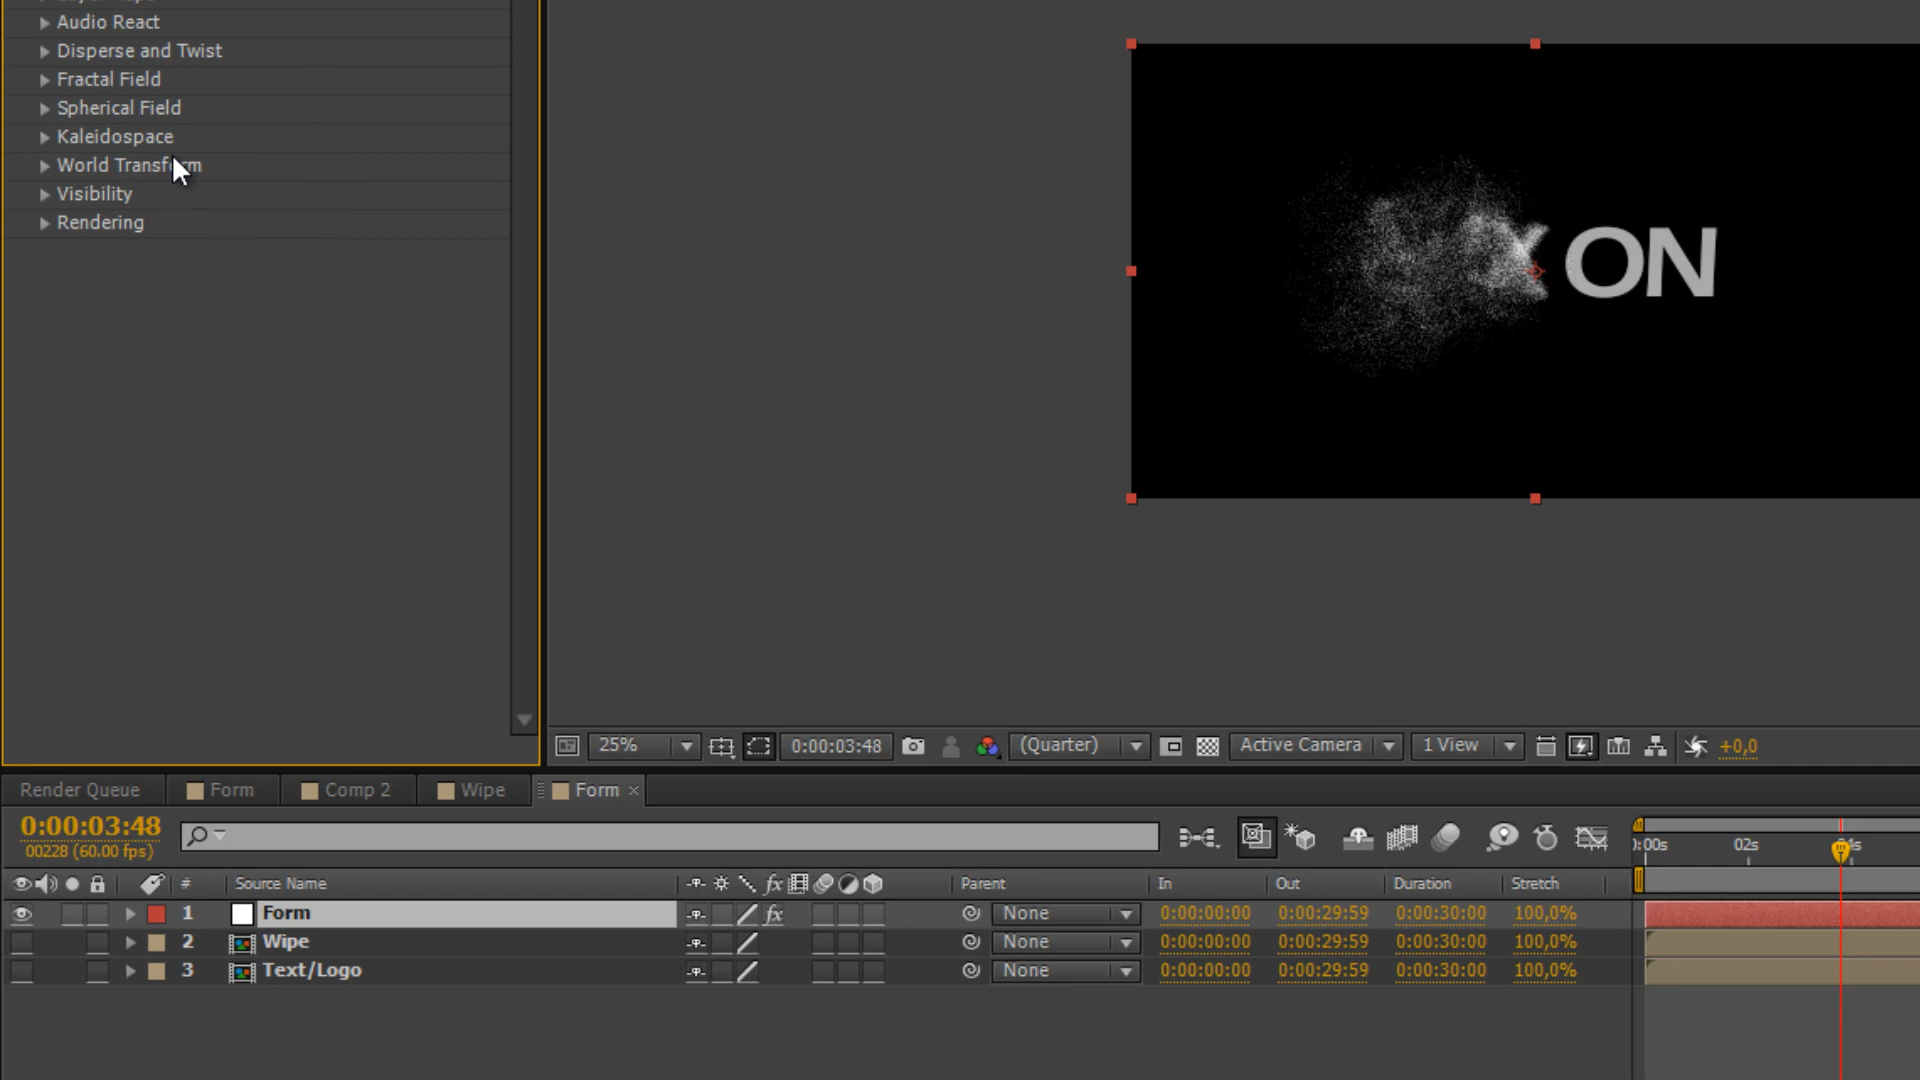 Audio React
Disperse and Twist
Fractal Field
Spherical Field
Kaleidospace
World Transform
Visibility
Rendering
X ON
25%
0:00:03:48
(Quarter)
Active Camera
1 View
+0,0
Render Queue
Form
Comp 2
Wipe
Form
0:00:03:48
00228 (60.00 fps)
0:00s
02s
04s
# Source Name
fx
Parent
In
Out
Duration
Stretch
1 Form fx None 0:00:00:00 0:00:29:59 0:00:30:00 100,0%
2 Wipe None 0:00:00:00 0:00:29:59 0:00:30:00 100,0%
3 Text/Logo None 0:00:00:00 0:00:29:59 0:00:30:00 100,0%